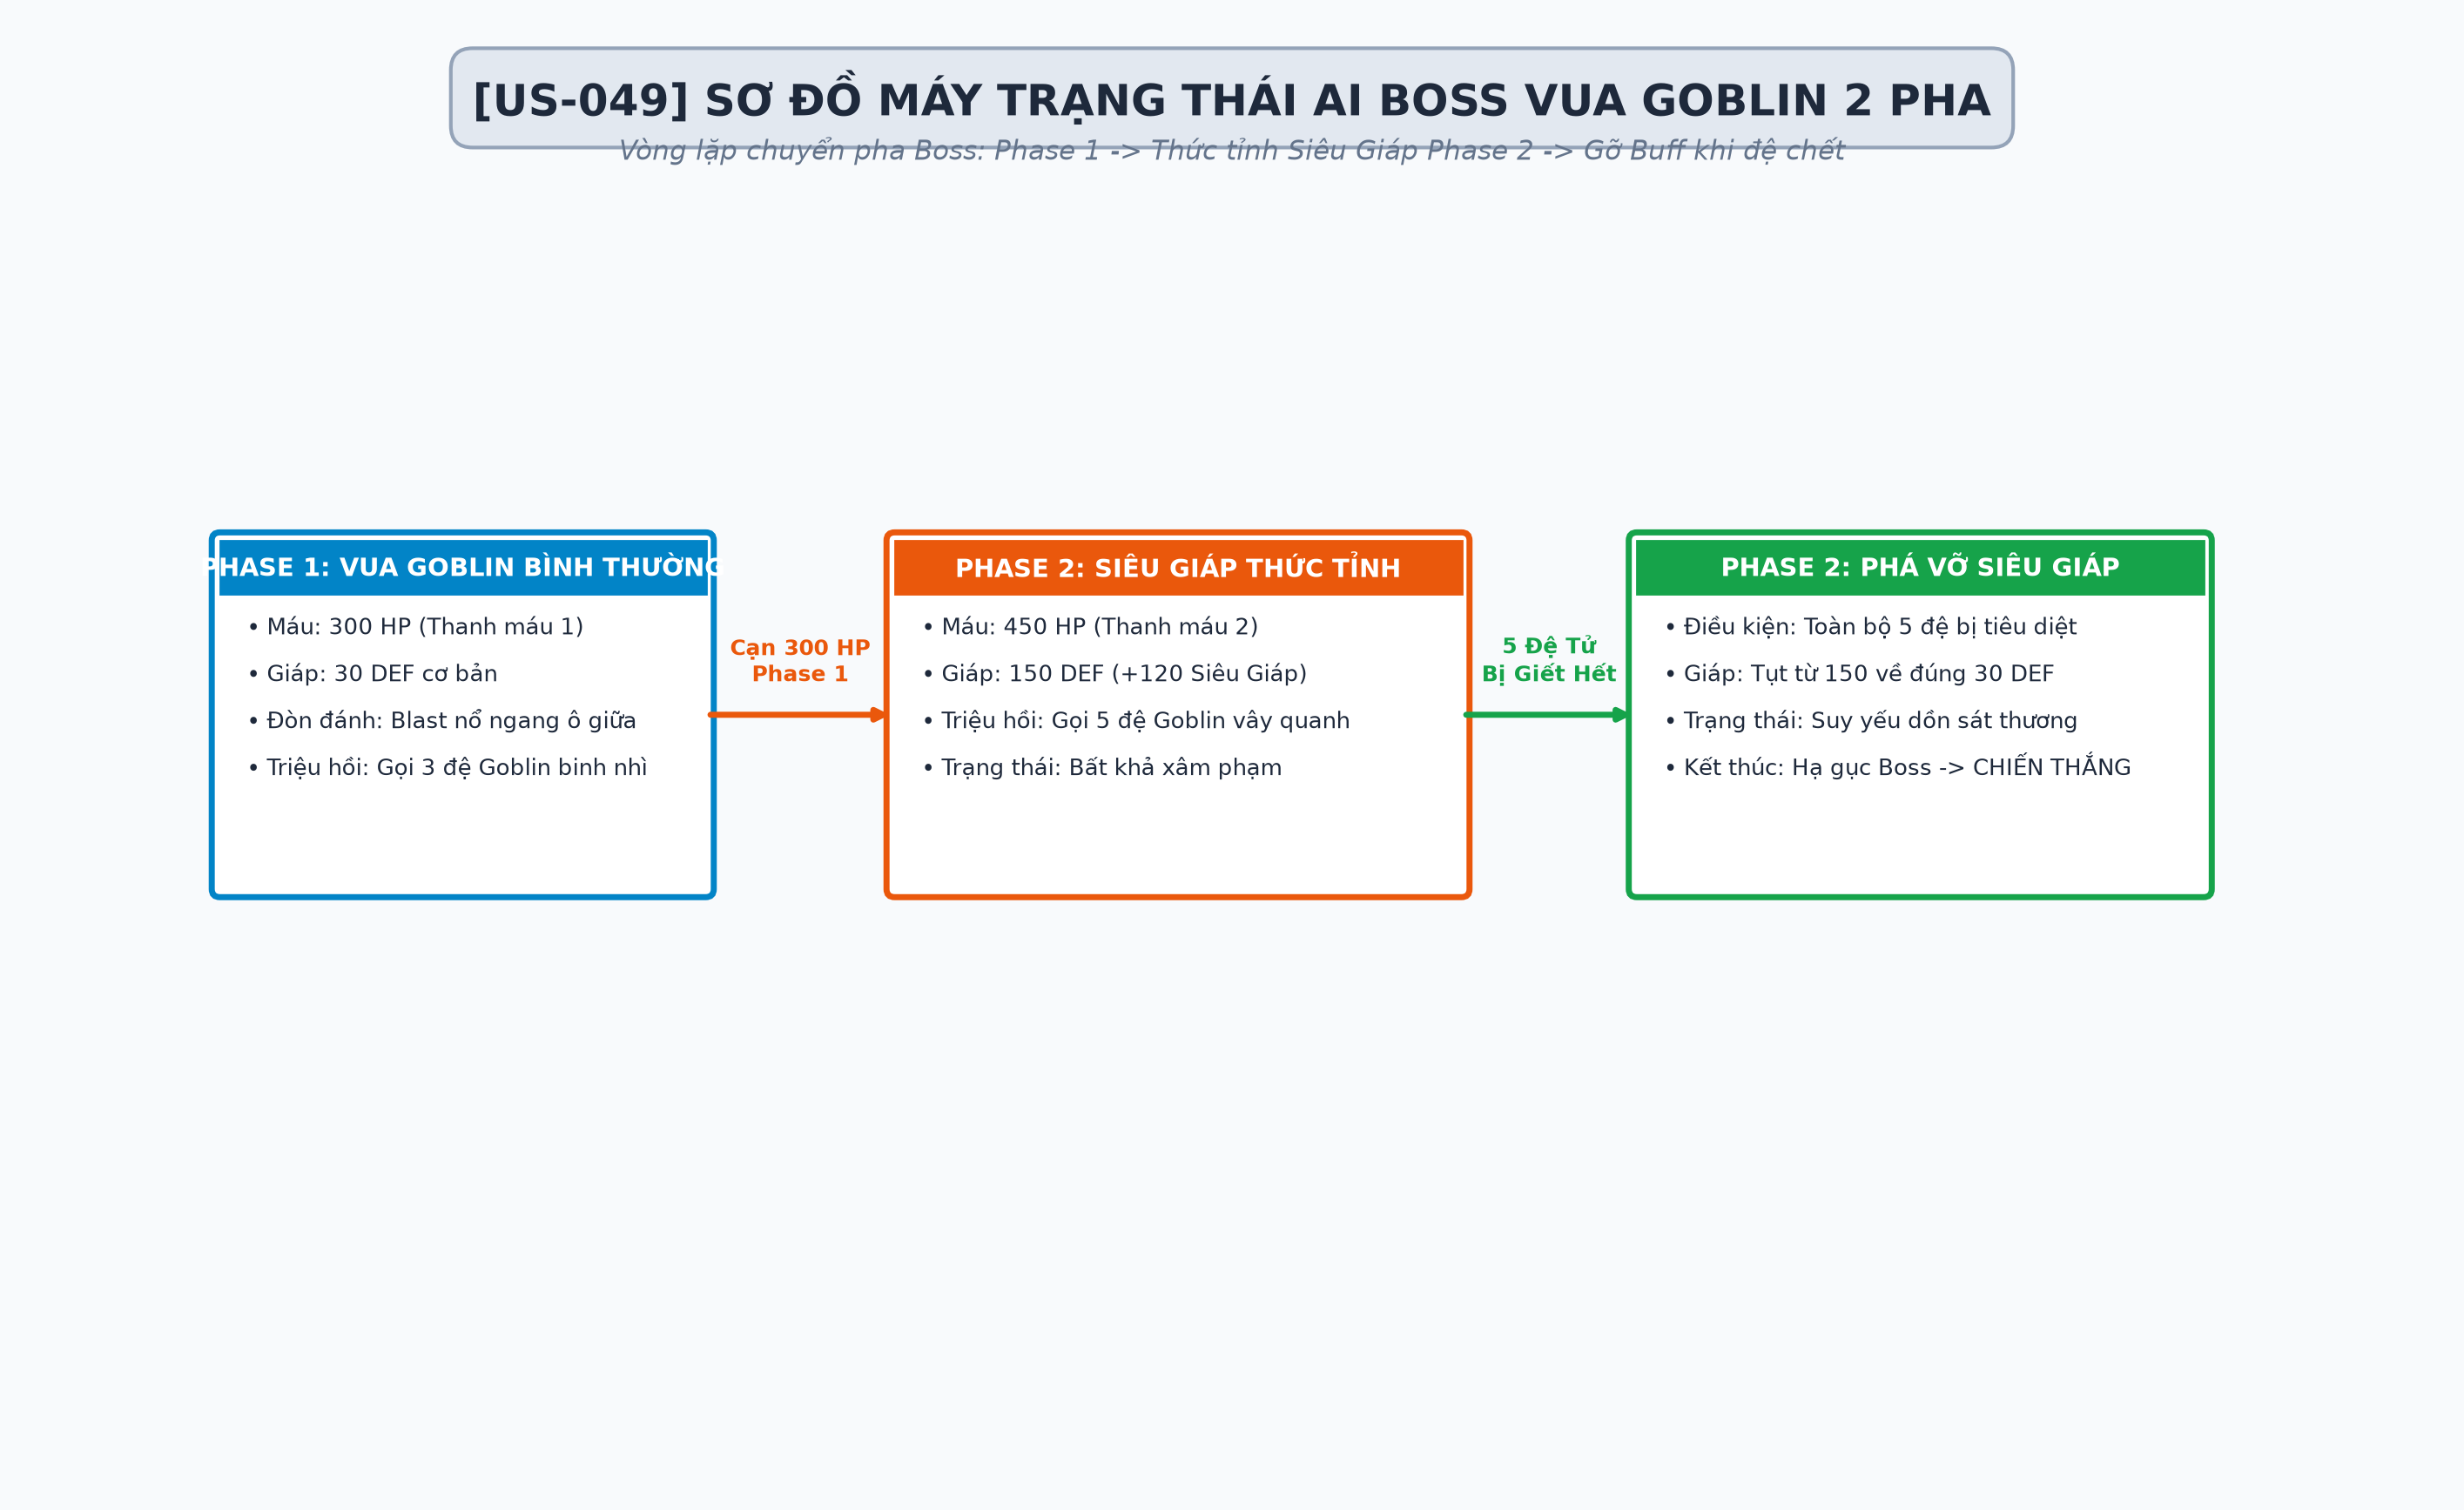 [US-049] SƠ ĐỒ MÁY TRẠNG THÁI AI BOSS VUA GOBLIN 2 PHA
Vòng lặp chuyển pha Boss: Phase 1 -> Thức tỉnh Siêu Giáp Phase 2 -> Gỡ Buff khi đệ chết
PHASE 1: VUA GOBLIN BÌNH THƯỜNG
• Máu: 300 HP (Thanh máu 1)
• Giáp: 30 DEF cơ bản
• Đòn đánh: Blast nổ ngang ô giữa
• Triệu hồi: Gọi 3 đệ Goblin binh nhì
Cạn 300 HP
Phase 1
PHASE 2: SIÊU GIÁP THỨC TỈNH
• Máu: 450 HP (Thanh máu 2)
• Giáp: 150 DEF (+120 Siêu Giáp)
• Triệu hồi: Gọi 5 đệ Goblin vây quanh
• Trạng thái: Bất khả xâm phạm
5 Đệ Tử
Bị Giết Hết
PHASE 2: PHÁ VỠ SIÊU GIÁP
• Điều kiện: Toàn bộ 5 đệ bị tiêu diệt
• Giáp: Tụt từ 150 về đúng 30 DEF
• Trạng thái: Suy yếu dồn sát thương
• Kết thúc: Hạ gục Boss -> CHIẾN THẮNG